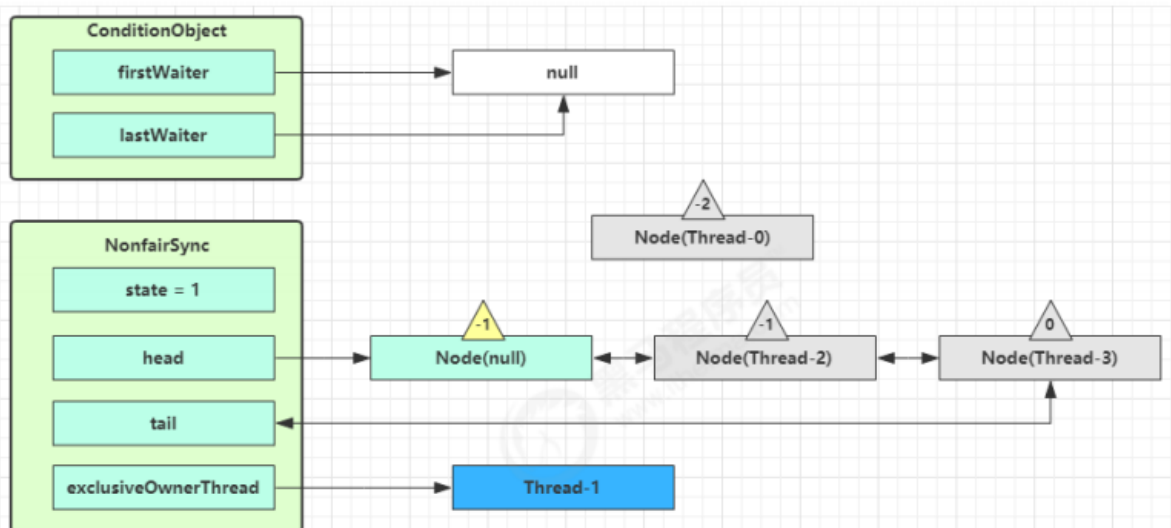 ConditionObject
firstWaiter
null
lastWaiter
-2
Node(Thread-0)
NonfairSync
state = 1
-1
-1
0
head
Node(null)
Node(Thread-2)
Node(Thread-3)
tail
exclusiveOwnerThread
Thread-1